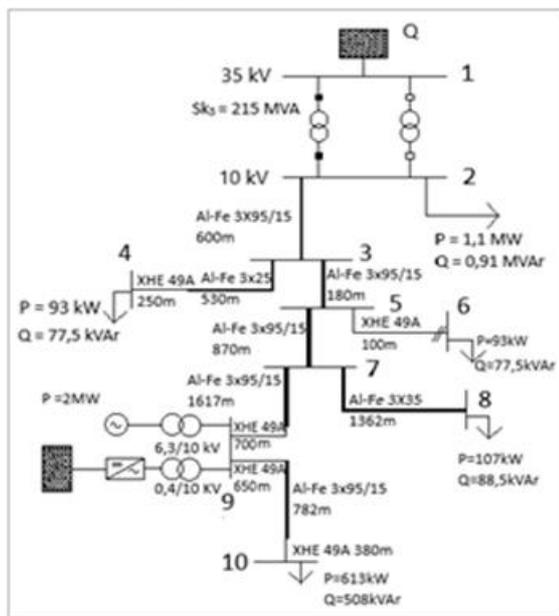 Q
35 kV
1
Sk₃ = 215 MVA
10 kV
2
Al-Fe 3X95/15
600m
P = 1,1 MW
Q = 0,91 MVAr
4
3
XHE 49A
250m
Al-Fe 3x25
530m
Al-Fe 3x95/15
180m
P = 93 kW
Q = 77,5 kVAr
5
6
XHE 49A
100m
P=93kW
Q=77,5kVAr
Al-Fe 3x95/15
870m
7
Al-Fe 3x95/15
1617m
Al-Fe 3X35
1362m
8
P=107kW
Q=88,5kVAr
P =2MW
6,3/10 kV
XHE 49A
700m
0,4/10 KV
XHE 49A
650m
9
Al-Fe 3x95/15
782m
10
XHE 49A 380m
P=613kW
Q=508kVAr